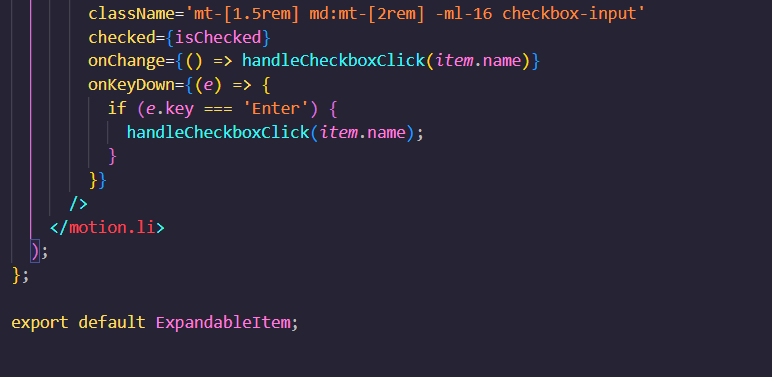 className='mt-[1.5rem] md:mt-[2rem] -ml-16 checkbox-input'
checked={isChecked}
onChange={() => handleCheckboxClick(item.name)}
onKeyDown={(e) => {
if (e.key === 'Enter') {
handleCheckboxClick(item.name);
}
}}
/>
</motion.li>
);
};
export default ExpandableItem;